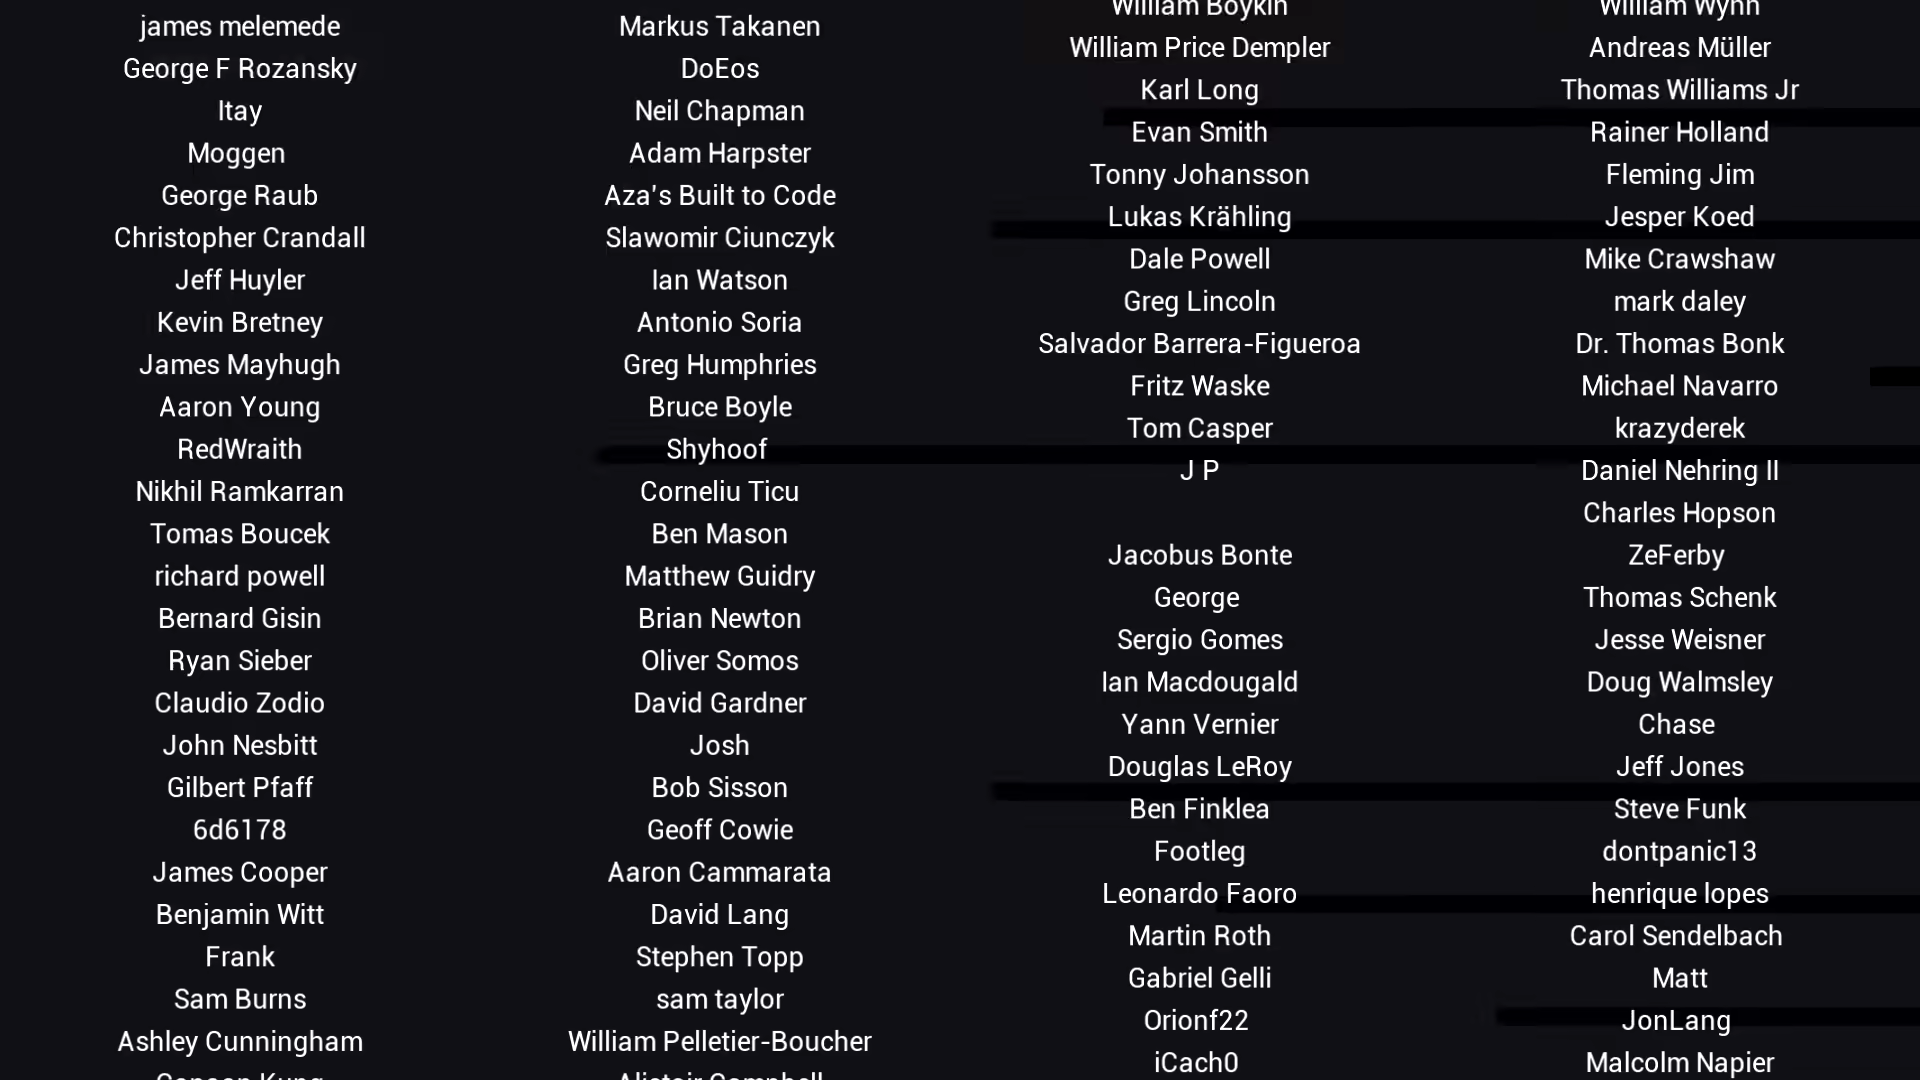 james melemede
George F Rozansky
Itay
Moggen
George Raub
Christopher Crandall
Jeff Huyler
Kevin Bretney
James Mayhugh
Aaron Young
RedWraith
Nikhil Ramkarran
Tomas Boucek
richard powell
Bernard Gisin
Ryan Sieber
Claudio Zodio
John Nesbitt
Gilbert Pfaff
6d6178
James Cooper
Benjamin Witt
Frank
Sam Burns
Ashley Cunningham
Markus Takanen
DoEos
Neil Chapman
Adam Harpster
Aza's Built to Code
Slawomir Ciunczyk
Ian Watson
Antonio Soria
Greg Humphries
Bruce Boyle
Shyhoof
Corneliu Ticu
Ben Mason
Matthew Guidry
Brian Newton
Oliver Somos
David Gardner
Josh
Bob Sisson
Geoff Cowie
Aaron Cammarata
David Lang
Stephen Topp
sam taylor
William Pelletier-Boucher
Alistair Campbell
William Boykin
William Price Dempler
Karl Long
Evan Smith
Tonny Johansson
Lukas Krähling
Dale Powell
Greg Lincoln
Salvador Barrera-Figueroa
Fritz Waske
Tom Casper
J P
Jacobus Bonte
George
Sergio Gomes
Ian Macdougald
Yann Vernier
Douglas LeRoy
Ben Finklea
Footleg
Leonardo Faoro
Martin Roth
Gabriel Gelli
Orionf22
iCach0
William Wynn
Andreas Müller
Thomas Williams Jr
Rainer Holland
Fleming Jim
Jesper Koed
Mike Crawshaw
mark daley
Dr. Thomas Bonk
Michael Navarro
krazyderek
Daniel Nehring II
Charles Hopson
ZeFerby
Thomas Schenk
Jesse Weisner
Doug Walmsley
Chase
Jeff Jones
Steve Funk
dontpanic13
henrique lopes
Carol Sendelbach
Matt
JonLang
Malcolm Napier